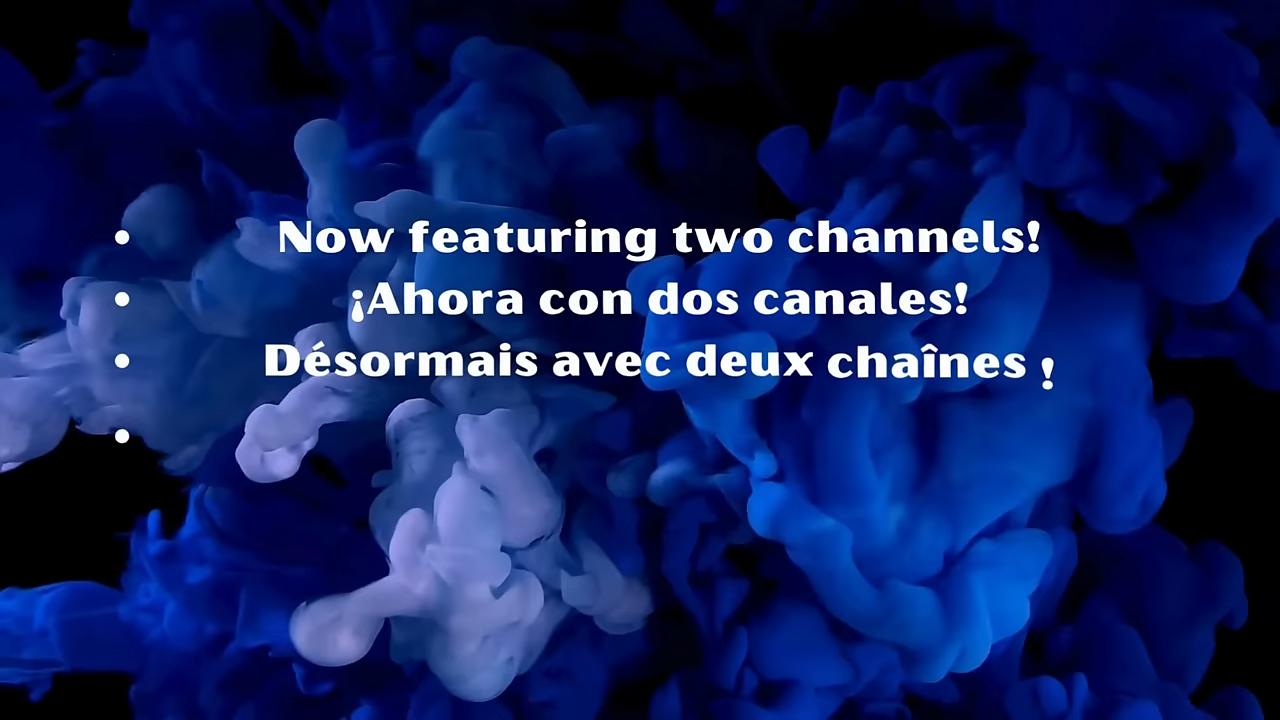 • Now featuring two channels!
• ¡Ahora con dos canales!
• Désormais avec deux chaînes !
•